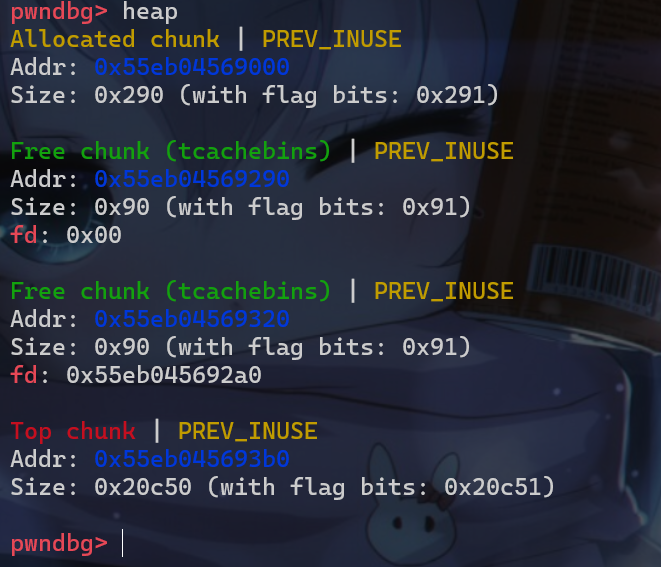 pwndbg> heap
Allocated chunk | PREV_INUSE
Addr: 0x55eb04569000
Size: 0x290 (with flag bits: 0x291)
Free chunk (tcachebins) | PREV_INUSE
Addr: 0x55eb04569290
Size: 0x90 (with flag bits: 0x91)
fd: 0x00
Free chunk (tcachebins) | PREV_INUSE
Addr: 0x55eb04569320
Size: 0x90 (with flag bits: 0x91)
fd: 0x55eb045692a0
Top chunk | PREV_INUSE
Addr: 0x55eb045693b0
Size: 0x20c50 (with flag bits: 0x20c51)
pwndbg>